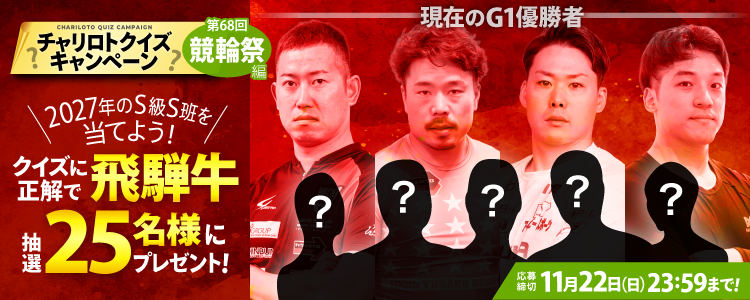 CHARILOTO QUIZ CAMPAIGN
チャリロトクイズ
キャンペーン
第68回
競輪祭
編
2027年のS級S班を
当てよう!
クイズに
正解で
飛騨牛
抽選
25名様に
プレゼント!
現在のG1優勝者
?
?
?
?
?
応募
締切
11月22日(日)23:59まで!